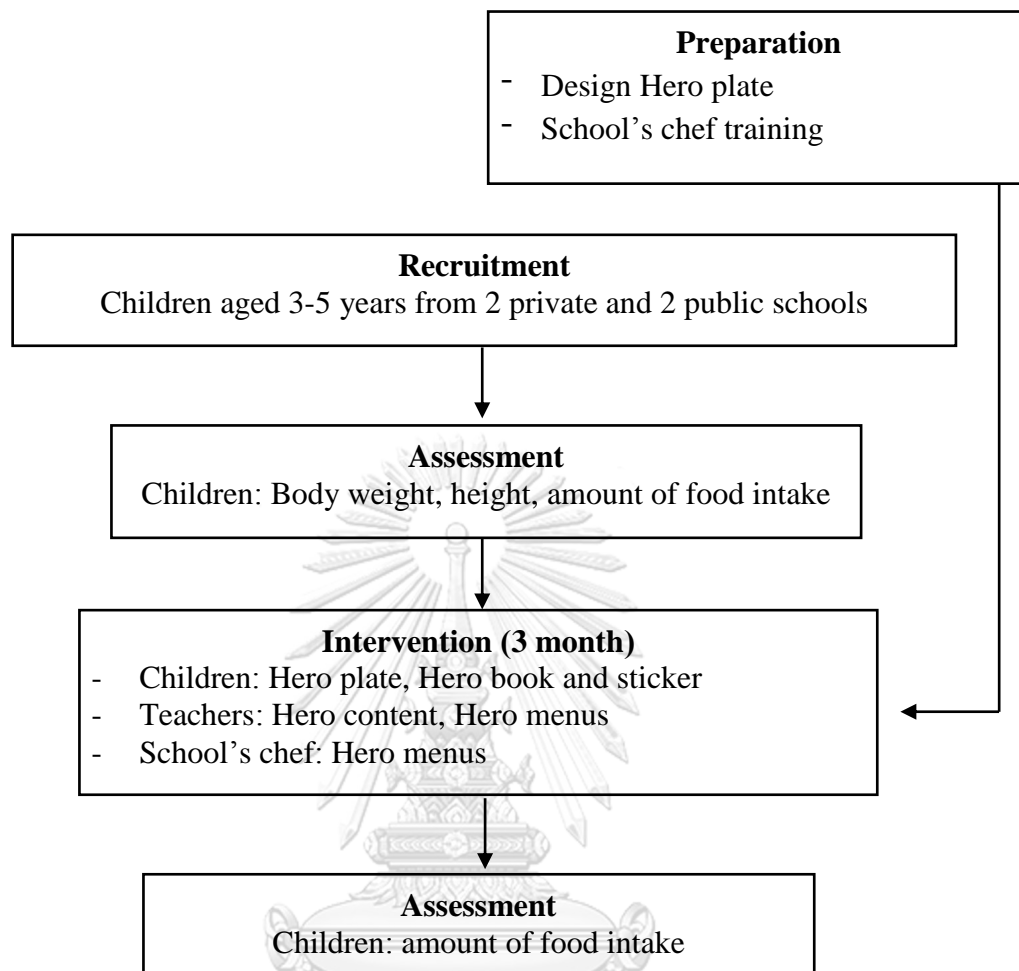 Preparation
- Design Hero plate
- School’s chef training
Recruitment
Children aged 3-5 years from 2 private and 2 public schools
Assessment
Children: Body weight, height, amount of food intake
Intervention (3 month)
- Children: Hero plate, Hero book and sticker
- Teachers: Hero content, Hero menus
- School’s chef: Hero menus
Assessment
Children: amount of food intake